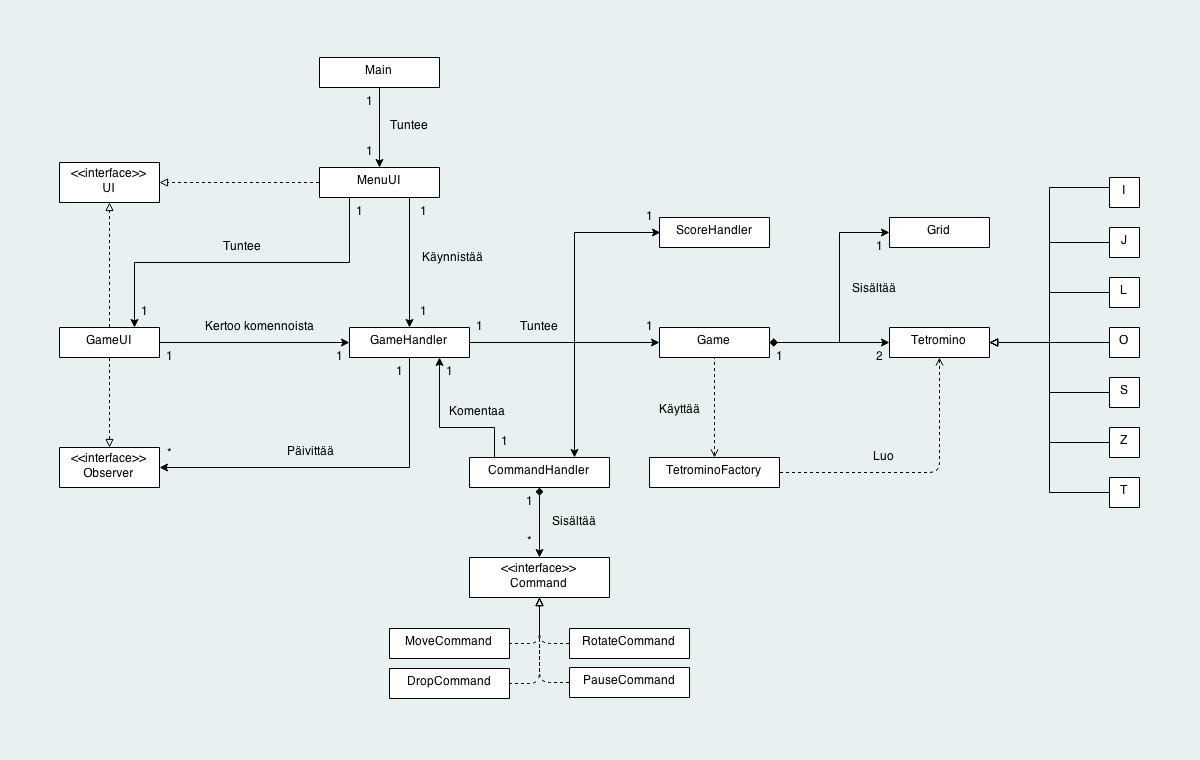 Main
1
Tuntee
1
<<interface>>
UI
MenuUI
I
1
1
1
ScoreHandler
Grid
Tuntee
1
J
Käynnistää
Sisältää
L
1
1
Kertoo komennoista
1
Tuntee
1
GameUI
GameHandler
Game
Tetromino
O
1
1
1
2
1
1
S
Komentaa
Käyttää
1
Z
<<interface>>
Observer
*
Päivittää
CommandHandler
TetrominoFactory
Luo
T
1
Sisältää
*
<<interface>>
Command
MoveCommand
RotateCommand
DropCommand
PauseCommand